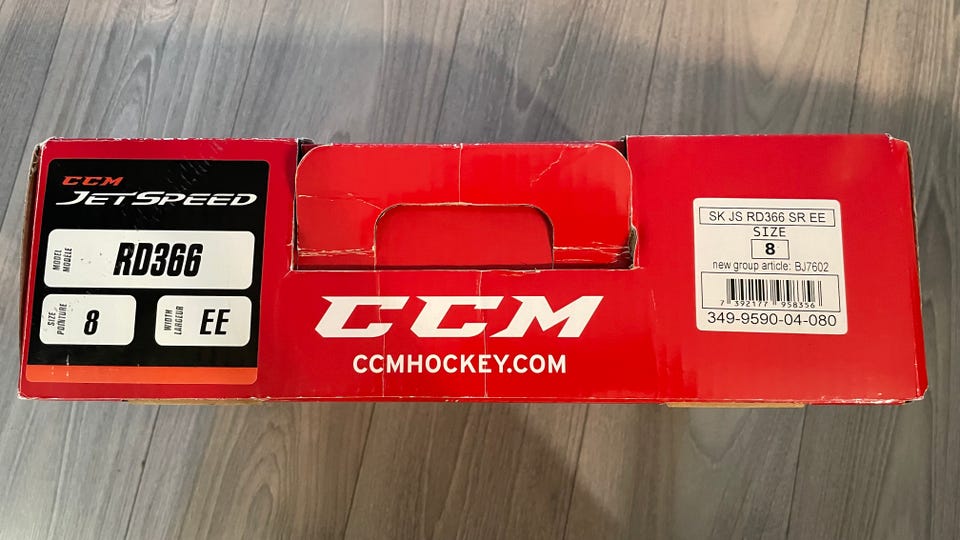 CCM
JETSPEED
MODEL
MODÈLE
RD366
SIZE
POINTURE
8
WIDTH
LARGEUR
EE
CCM
CCMHOCKEY.COM
SK JS RD366 SR EE
SIZE
8
new group article: BJ7602
7 392177 958356
349-9590-04-080